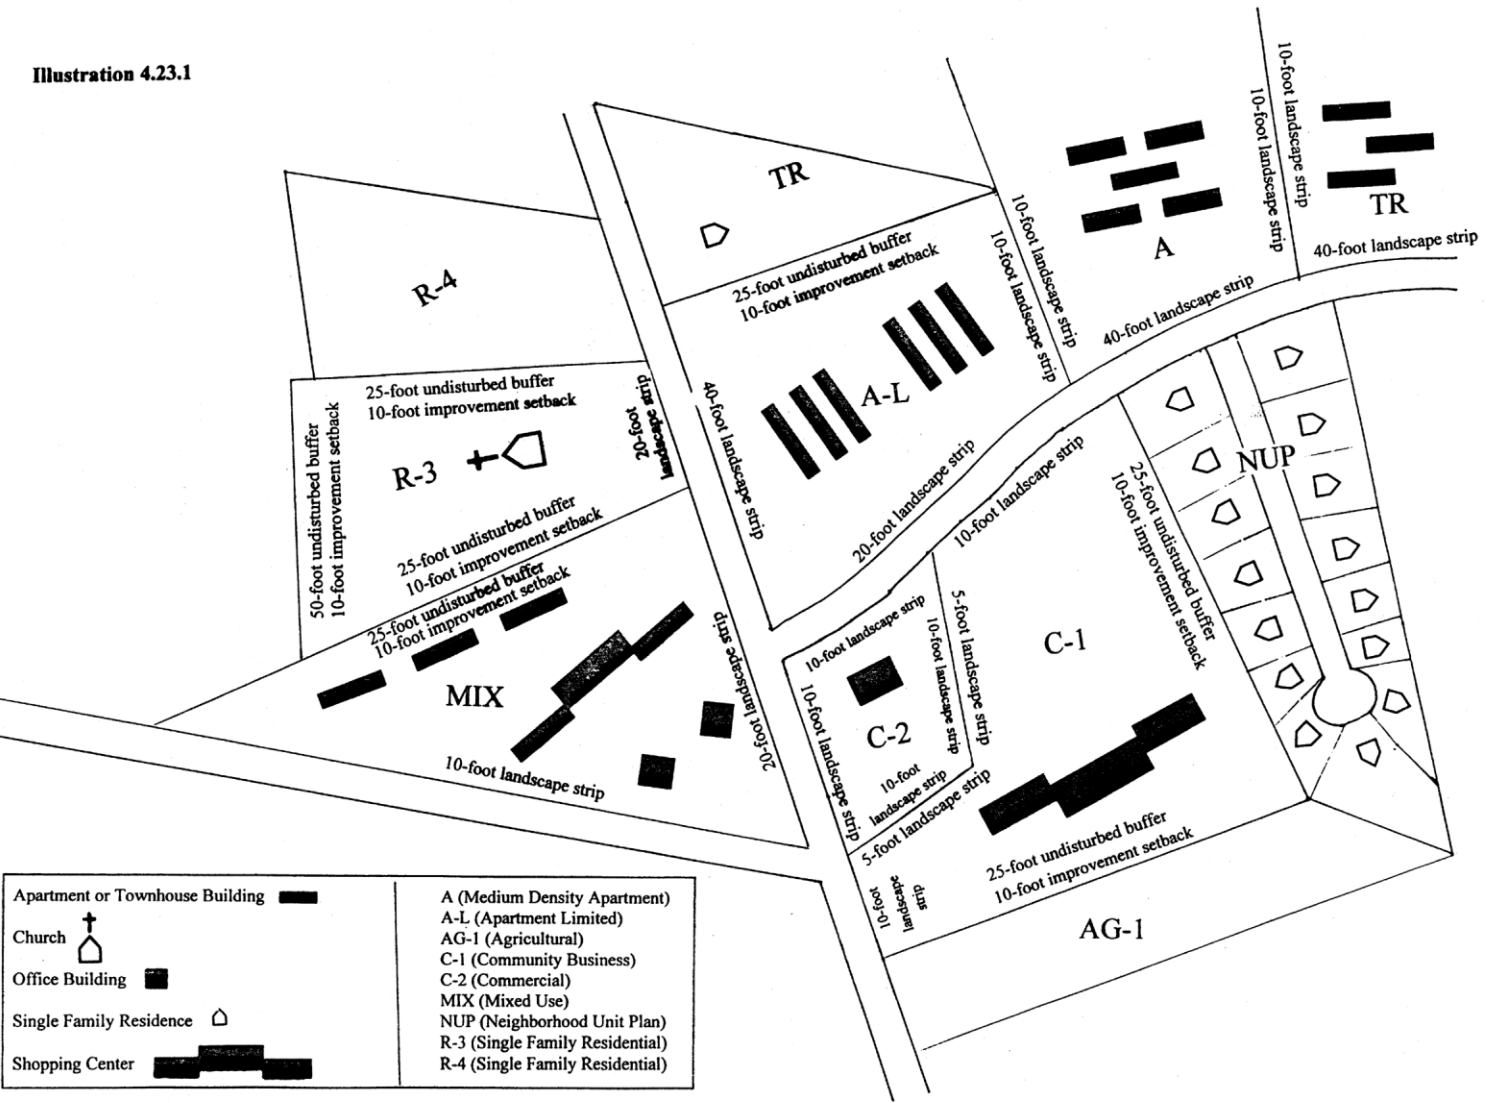 Illustration 4.23.1
10-foot landscape strip
10-foot landscape strip
TR
TR
A
40-foot landscape strip
R-4
25-foot undisturbed buffer
10-foot improvement setback
10-foot landscape strip
10-foot landscape strip
40-foot landscape strip
A-L
40-foot landscape strip
20-foot landscape strip
25-foot undisturbed buffer
10-foot improvement setback
20-foot
landscape strip
R-3
50-foot undisturbed buffer
10-foot improvement setback
25-foot undisturbed buffer
10-foot improvement setback
25-foot undisturbed buffer
10-foot improvement setback
MIX
20-foot landscape strip
10-foot landscape strip
10-foot landscape strip
NUP
25-foot undisturbed buffer
10-foot improvement setback
C-1
5-foot landscape strip
10-foot landscape strip
10-foot landscape strip
10-foot landscape strip
C-2
10-foot
landscape strip
5-foot landscape strip
10-foot
landscape
strip
25-foot undisturbed buffer
10-foot improvement setback
AG-1
Apartment or Townhouse Building
Church
Office Building
Single Family Residence
Shopping Center
A (Medium Density Apartment)
A-L (Apartment Limited)
AG-1 (Agricultural)
C-1 (Community Business)
C-2 (Commercial)
MIX (Mixed Use)
NUP (Neighborhood Unit Plan)
R-3 (Single Family Residential)
R-4 (Single Family Residential)